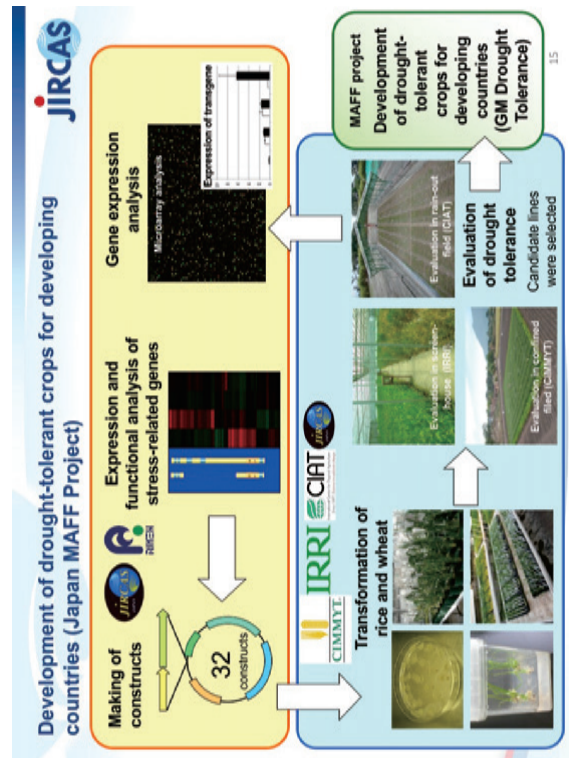 Development of drought-tolerant crops for developing
countries (Japan MAFF Project)
JIRCAS
Making of
constructs
JIRCAS
RIKEN
32
constructs
Expression and
functional analysis of
stress-related genes
Gene expression
analysis
Microarray analysis
Expression of transgene
CIMMYT
IRRI
CIAT
JIRCAS
Transformation of
rice and wheat
Evaluation in screen-
house (IRRI)
Evaluation in rain-out
field (CIAT)
Evaluation in confined
filled (CIMMYT)
Evaluation
of drought
tolerance
Candidate lines
were selected
MAFF project
Development
of drought-
tolerant
crops for
developing
countries
(GM Drought
Tolerance)
15